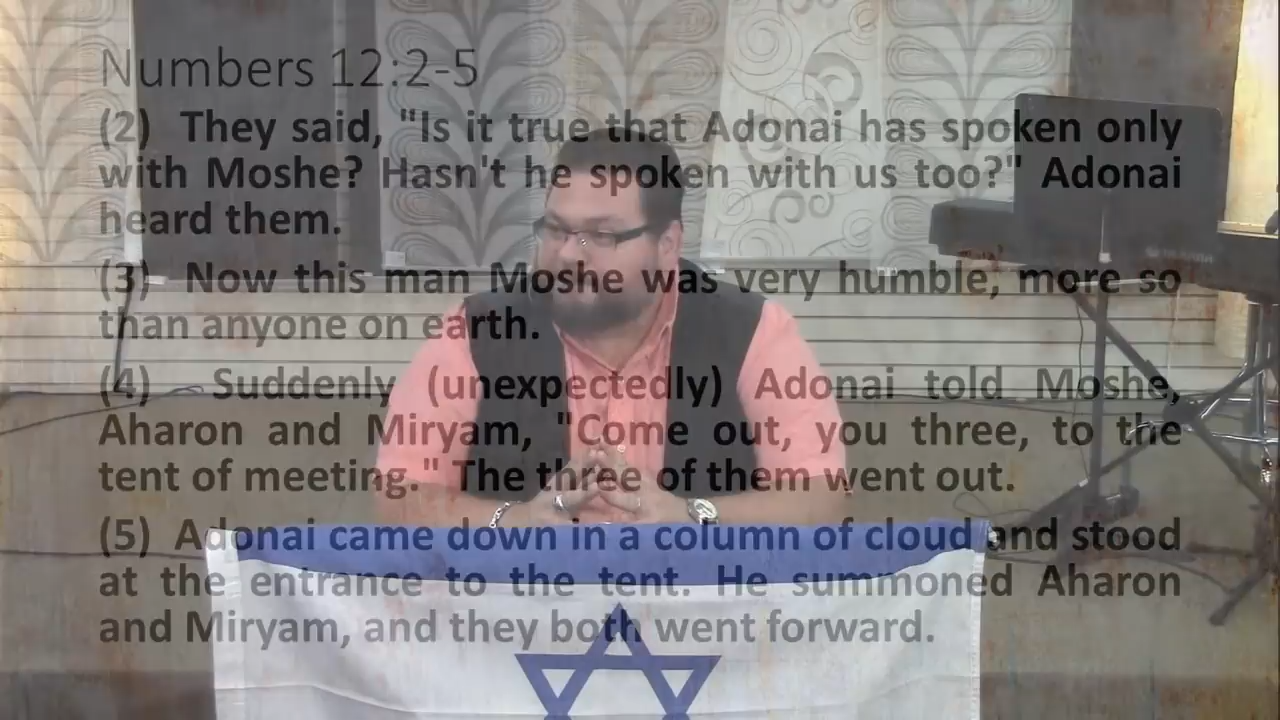 Numbers 12:2-5
(2) They said, "Is it true that Adonai has spoken only
with Moshe? Hasn't he spoken with us too?" Adonai
heard them.
(3) Now this man Moshe was very humble, more so
than anyone on earth.
(4) Suddenly (unexpectedly) Adonai told Moshe,
Aharon and Miryam, "Come out, you three, to the
tent of meeting." The three of them went out.
(5) Adonai came down in a column of cloud and stood
at the entrance to the tent. He summoned Aharon
and Miryam, and they both went forward.